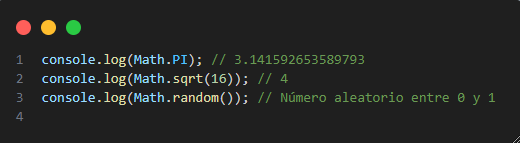 1 console.log(Math.PI); // 3.141592653589793
2 console.log(Math.sqrt(16)); // 4
3 console.log(Math.random()); // Número aleatorio entre 0 y 1
4